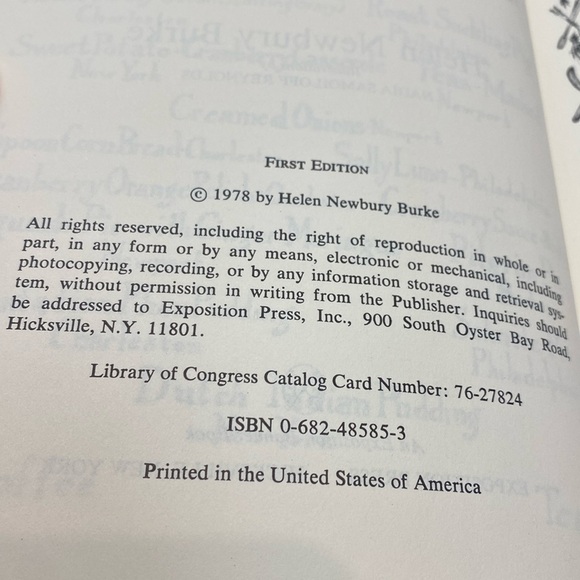 FIRST EDITION
© 1978 by Helen Newbury Burke
All rights reserved, including the right of reproduction in whole or in
part, in any form or by any means, electronic or mechanical, including
photocopying, recording, or by any information storage and retrieval sys-
tem, without permission in writing from the Publisher. Inquiries should
be addressed to Exposition Press, Inc., 900 South Oyster Bay Road,
Hicksville, N.Y. 11801.
Library of Congress Catalog Card Number: 76-27824
ISBN 0-682-48585-3
Printed in the United States of America